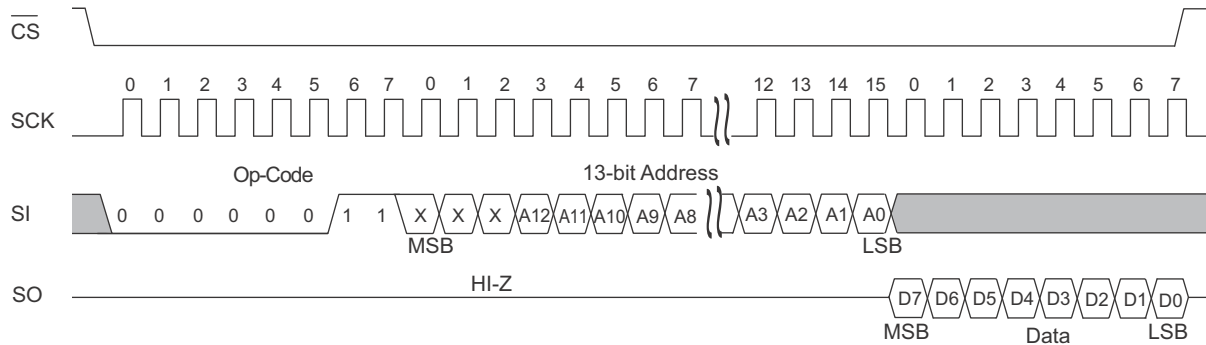 CS
0 1 2 3 4 5 6 7 0 1 2 3 4 5 6 7 12 13 14 15 0 1 2 3 4 5 6 7
SCK
Op-Code 13-bit Address
SI 0 0 0 0 0 0 1 1 X X X A12 A11 A10 A9 A8 A3 A2 A1 A0
MSB LSB
HI-Z
SO D7 D6 D5 D4 D3 D2 D1 D0
MSB Data LSB